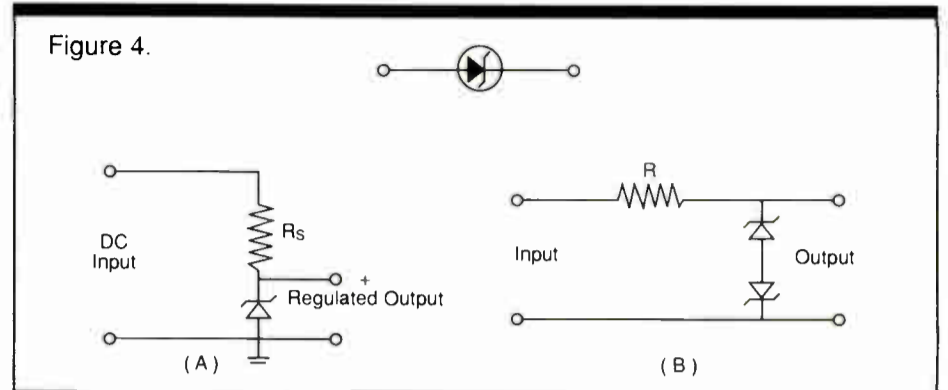 Figure 4.
DC
Input
Rs
+
Regulated Output
(A)
R
Input
Output
(B)